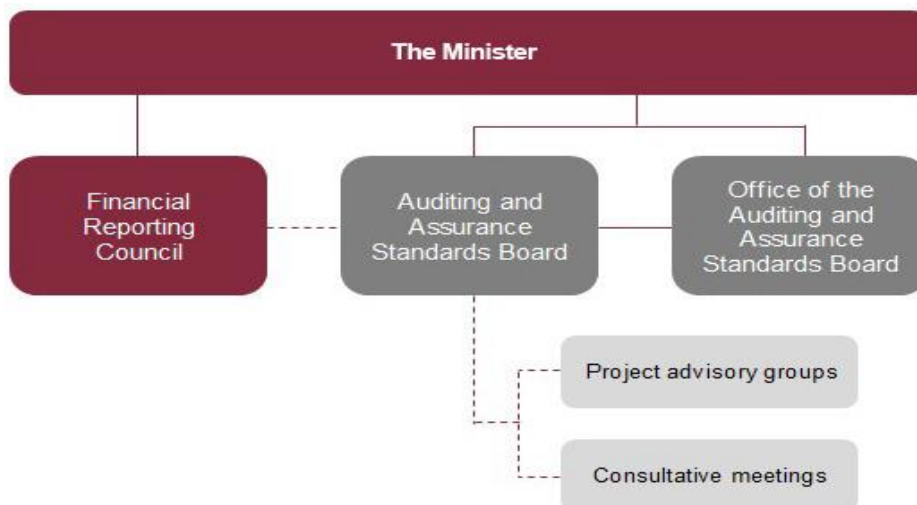 The Minister
Financial
Reporting
Council
Auditing and
Assurance
Standards Board
Office of the
Auditing and
Assurance
Standards Board
Project advisory groups
Consultative meetings